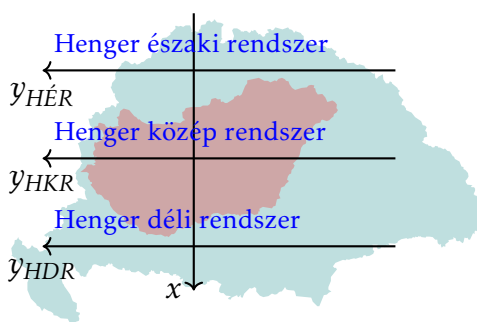 Henger északi rendszer
yHÉR
Henger közép rendszer
yHKR
Henger déli rendszer
yHDR
x